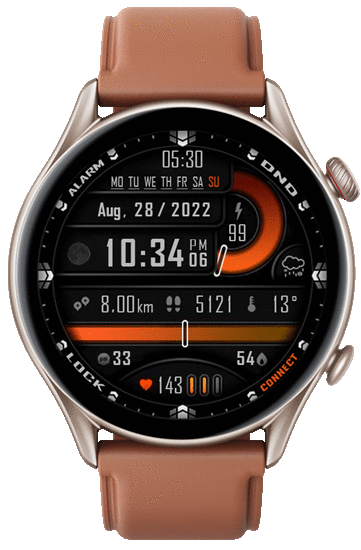 05:30
ALARM
DND
MO TU WE TH FR SA SU
Aug, 28 / 2022
99
10:34 PM 06
8.00km 5121 13°
PAI 33 54
LOCK
CONNECT
143